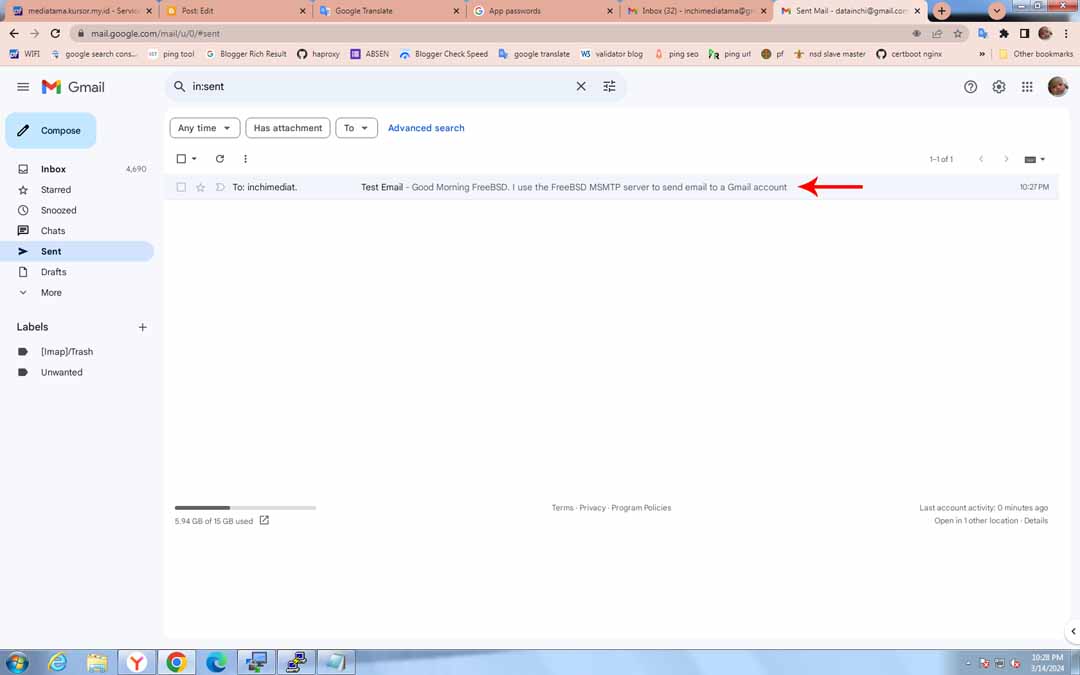 mediatama.kursor.my.id - Servic
Post: Edit
Google Translate
App passwords
Inbox (32) - inchimediatama@gm
Sent Mail - datainchi@gmail.com
mail.google.com/mail/u/0/#sent
WIFI
google search cons...
ping tool
Blogger Rich Result
haproxy
ABSEN
Blogger Check Speed
google translate
validator blog
ping seo
ping url
pf
nsd slave master
certboot nginx
»
Other bookmarks
Gmail
in:sent
Compose
Any time
Has attachment
To
Advanced search
1–1 of 1
Inbox 4,690
Starred
Snoozed
Chats
Sent
Drafts
More
Labels
[Imap]/Trash
Unwanted
To: inchimediat. Test Email - Good Morning FreeBSD. I use the FreeBSD MSMTP server to send email to a Gmail account 10:27 PM
5.94 GB of 15 GB used
Terms · Privacy · Program Policies
Last account activity: 0 minutes ago
Open in 1 other location · Details
10:28 PM
3/14/2024